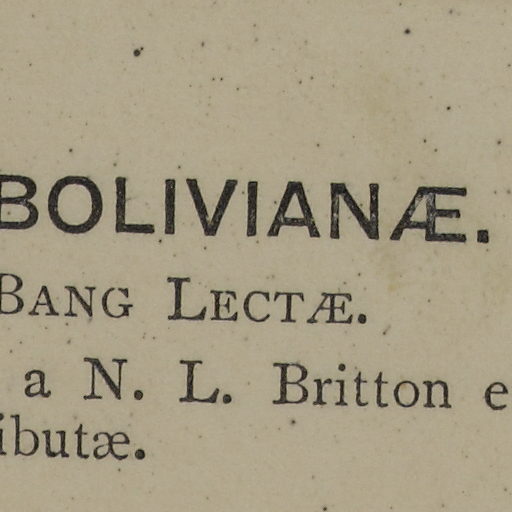 BOLIVIANÆ.
BANG LECTÆ.
a N. L. Britton e
ibutæ.